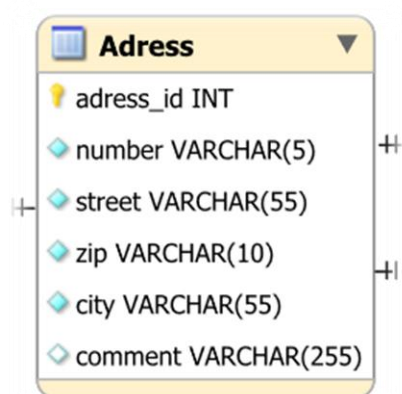 Adress
adress_id INT
number VARCHAR(5)
street VARCHAR(55)
zip VARCHAR(10)
city VARCHAR(55)
comment VARCHAR(255)